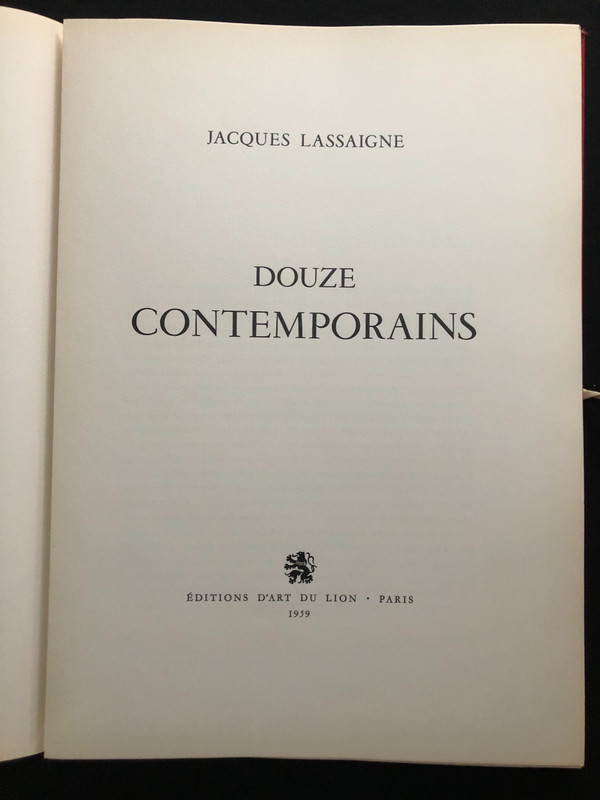 JACQUES LASSAIGNE
DOUZE
CONTEMPORAINS
ÉDITIONS D'ART DU LION • PARIS
1959